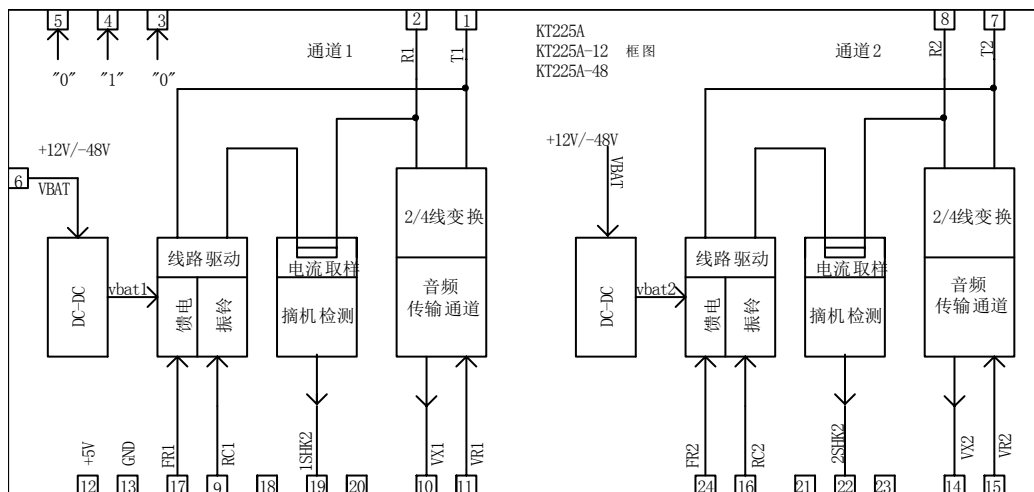 5
4
3
2
1
8
7
KT225A
KT225A-12 框图
KT225A-48
通道1
通道2
R1
T1
R2
T2
"0"
"1"
"0"
+12V/-48V
6
VBAT
+12V/-48V
VBAT
2/4线变换
2/4线变换
线路驱动
电流取样
线路驱动
电流取样
DC-DC
vbat1
馈电
振铃
摘机检测
音频
传输通道
DC-DC
vbat2
馈电
振铃
摘机检测
音频
传输通道
+5V
GND
FR1
RC1
1SHK2
VX1
VR1
FR2
RC2
2SHK2
VX2
VR2
12
13
17
9
18
19
20
10
11
24
16
21
22
23
14
15